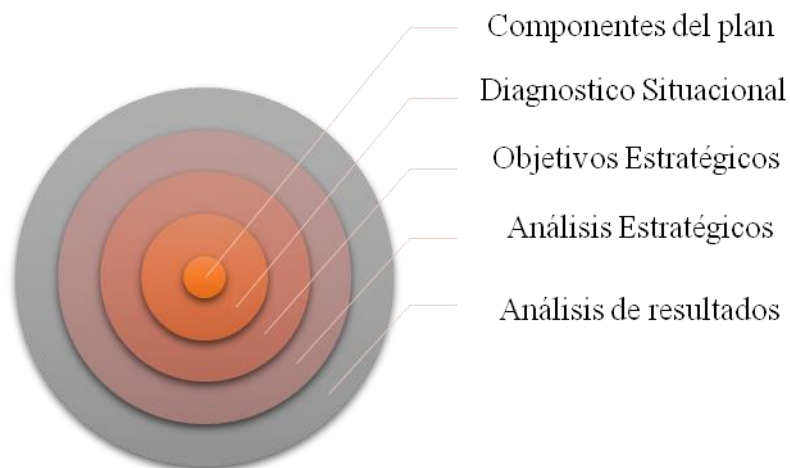 Componentes del plan
Diagnostico Situacional
Objetivos Estratégicos
Análisis Estratégicos
Análisis de resultados